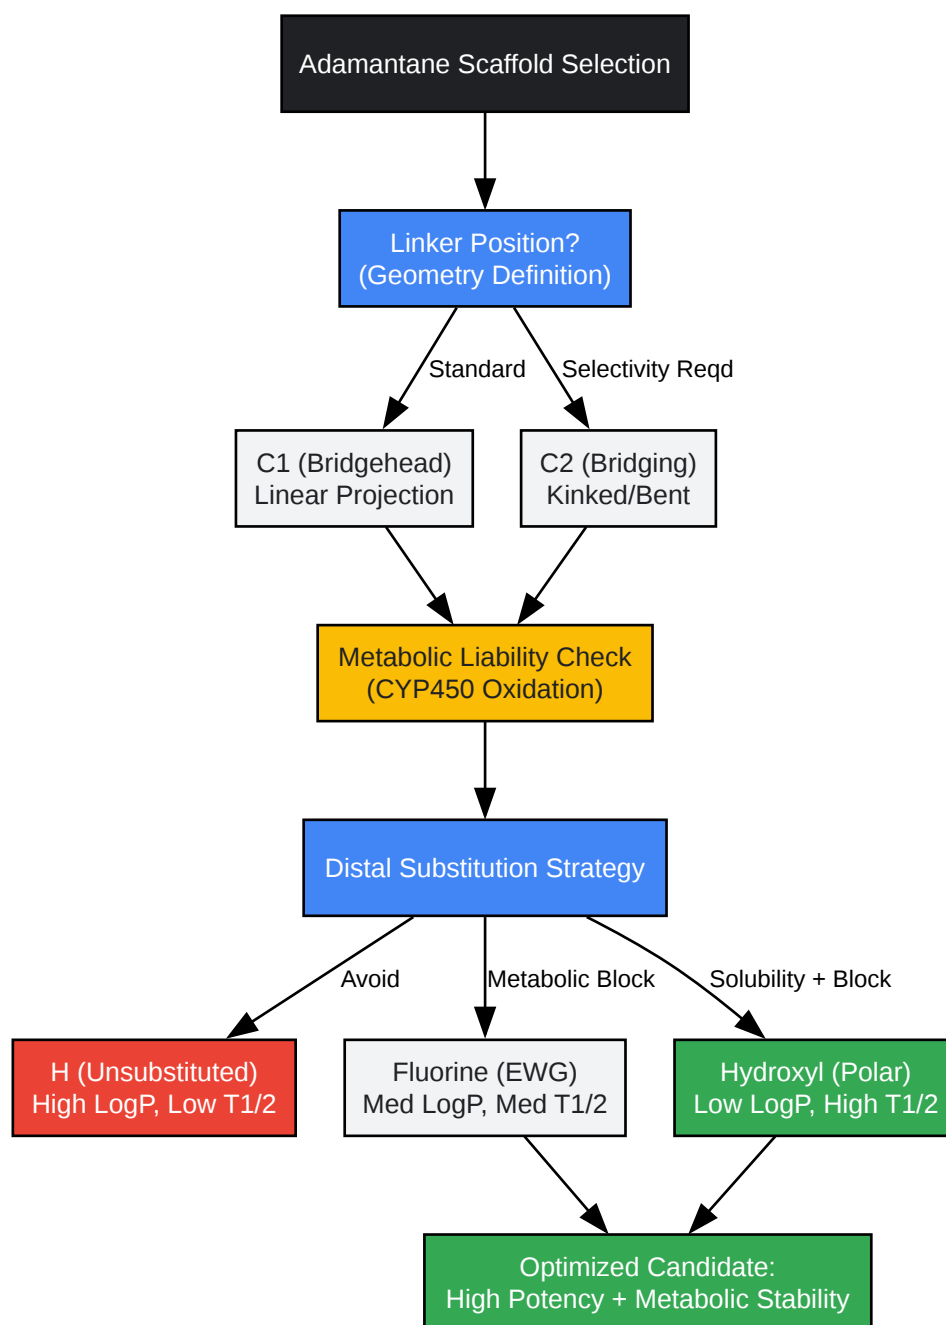 Adamantane Scaffold Selection
Linker Position?
(Geometry Definition)
Standard
Selectivity Reqd
C1 (Bridgehead)
Linear Projection
C2 (Bridging)
Kinked/Bent
Metabolic Liability Check
(CYP450 Oxidation)
Distal Substitution Strategy
Avoid
Metabolic Block
Solubility + Block
H (Unsubstituted)
High LogP, Low T1/2
Fluorine (EWG)
Med LogP, Med T1/2
Hydroxyl (Polar)
Low LogP, High T1/2
Optimized Candidate:
High Potency + Metabolic Stability